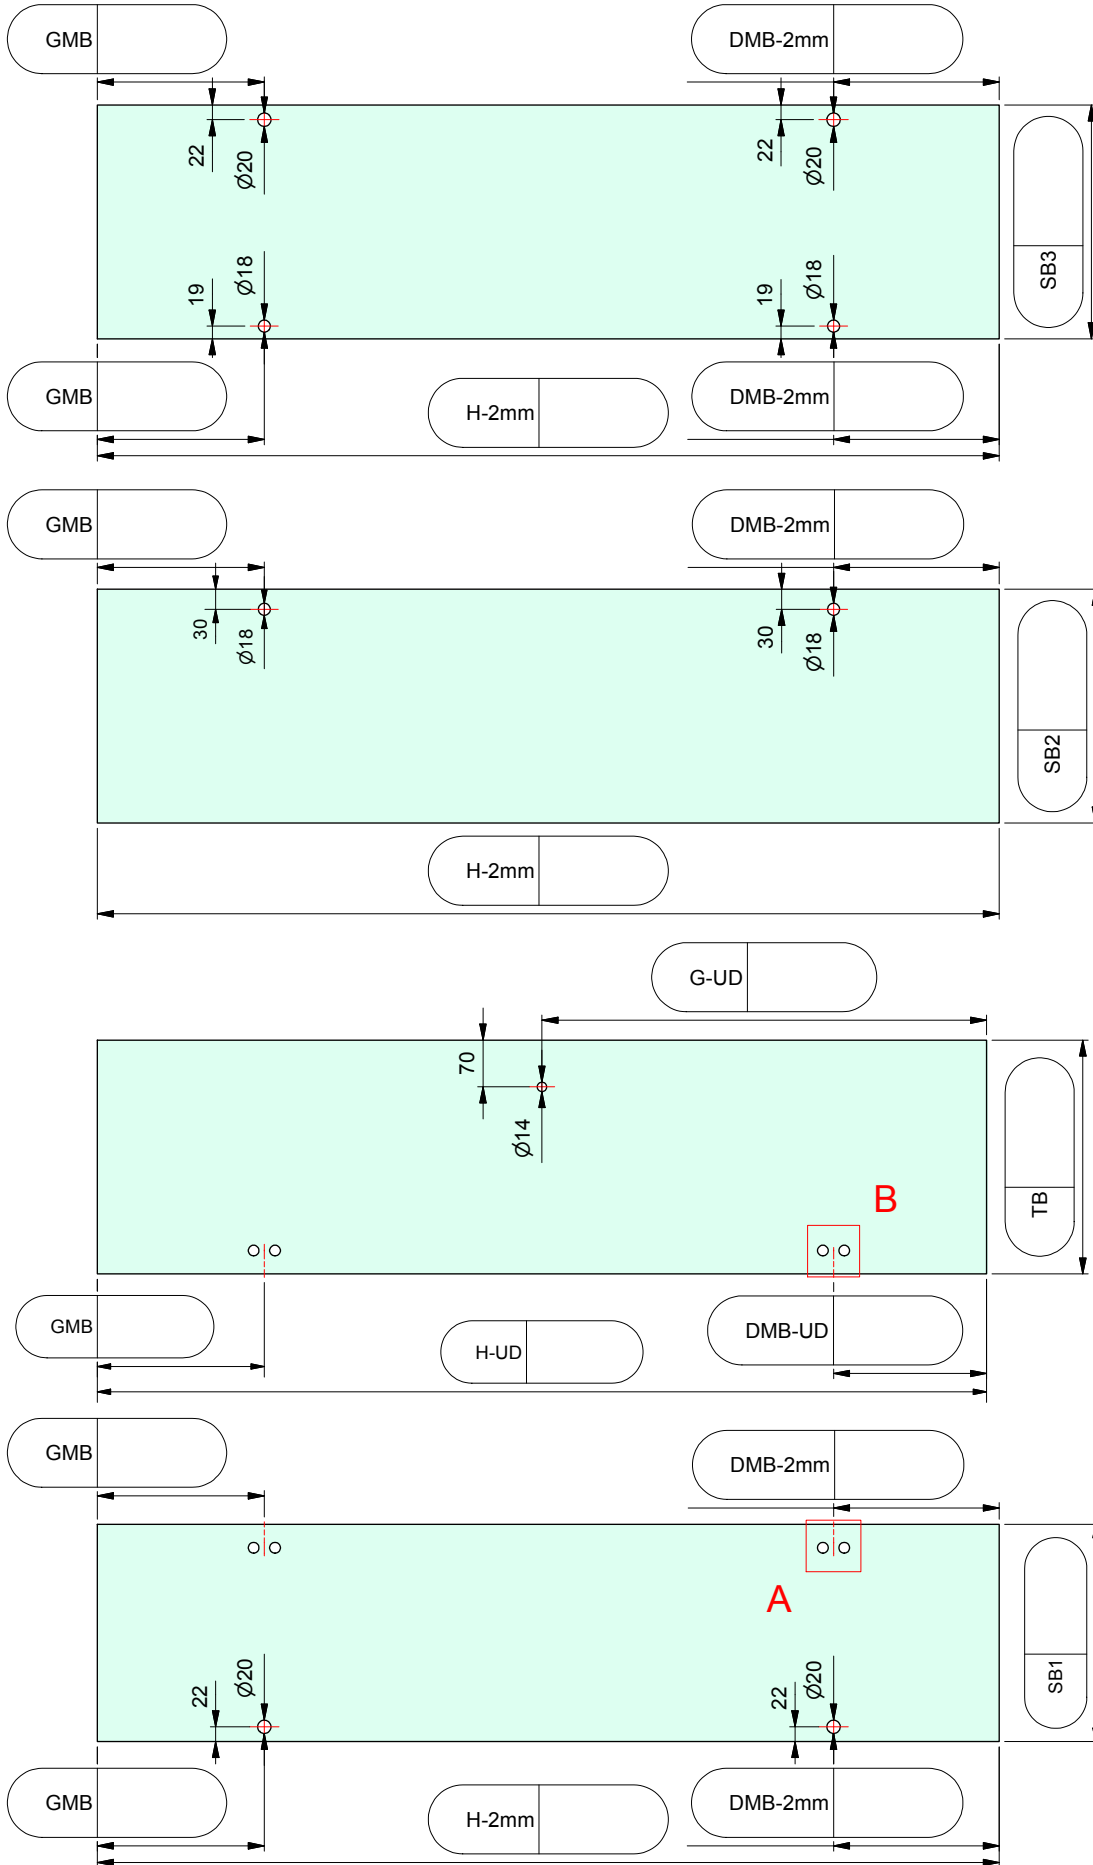 GMB
DMB-2mm
22
Ø20
22
Ø20
SB3
19
Ø18
19
Ø18
GMB
H-2mm
DMB-2mm
GMB
DMB-2mm
30
Ø18
30
Ø18
SB2
H-2mm
G-UD
70
Ø14
TB
B
GMB
H-UD
DMB-UD
GMB
DMB-2mm
A
SB1
22
Ø20
22
Ø20
GMB
H-2mm
DMB-2mm